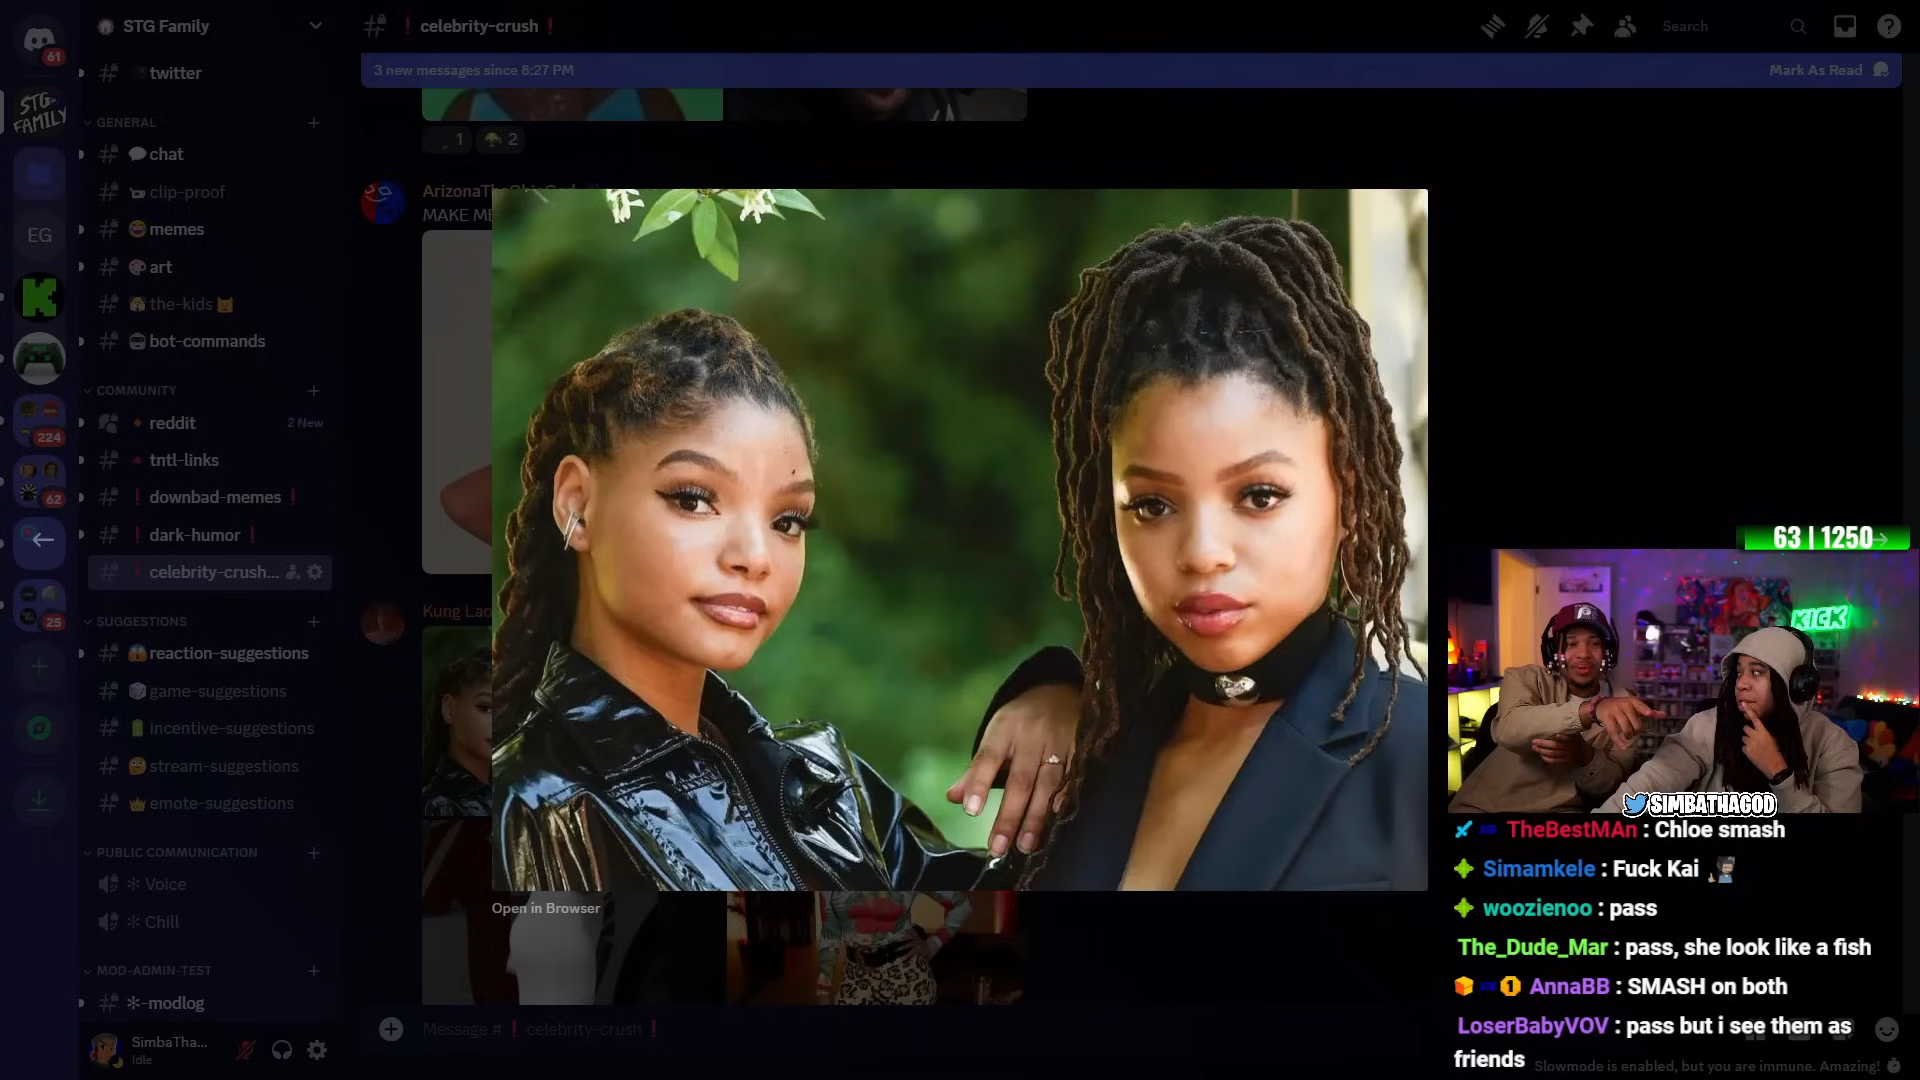 61
STG FAMILY
EG
224
62
25
STG Family
twitter
GENERAL
chat
clip-proof
memes
art
the-kids
bot-commands
COMMUNITY
reddit
2 New
tntl-links
downbad-memes
dark-humor
celebrity-crush...
SUGGESTIONS
reaction-suggestions
game-suggestions
incentive-suggestions
stream-suggestions
emote-suggestions
PUBLIC COMMUNICATION
Voice
Chill
MOD-ADMIN-TEST
-modlog
SimbaTha...
Idle
celebrity-crush
Search
3 new messages since 8:27 PM
Mark As Read
1
2
MAKE ME
Kung Lao
Open in Browser
Message # ❗ celebrity-crush ❗
63 | 1250
KICK
SIMBATHAGOD
TheBestMAn : Chloe smash
Simamkele : Fuck Kai
woozienoo : pass
The_Dude_Mar : pass, she look like a fish
AnnaBB : SMASH on both
LoserBabyVOV : pass but i see them as
friends
Slowmode is enabled, but you are immune. Amazing!